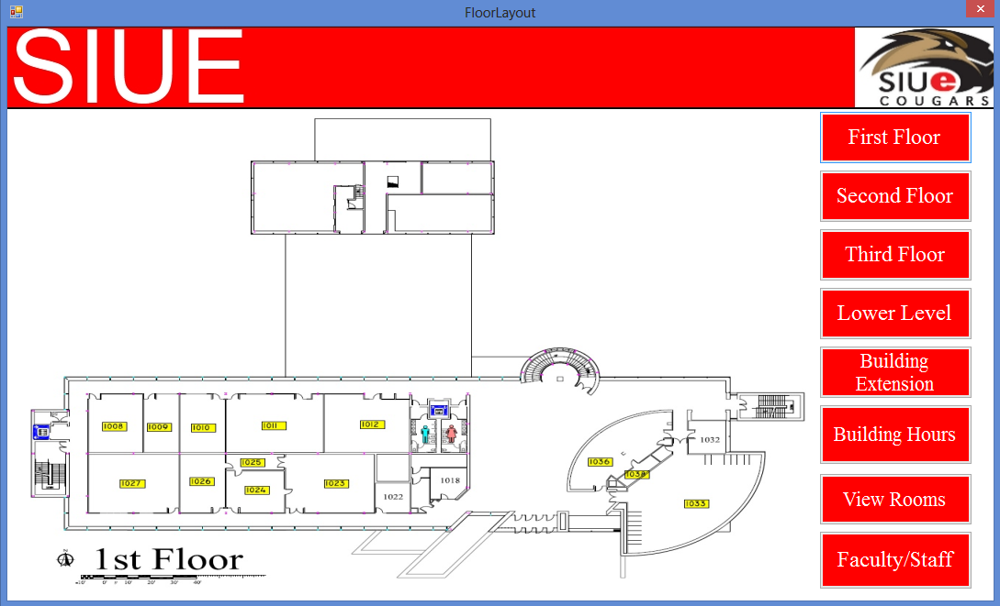 FloorLayout
SIUE
SIUe
COUGARS
First Floor
Second Floor
Third Floor
Lower Level
Building
Extension
Building Hours
View Rooms
Faculty/Staff
1008
1009
1010
1011
1012
1036
1032
1038
1025
1027
1026
1024
1023
1022
1018
1033
N
1st Floor
-10' 0' 10' 20' 30' 40'